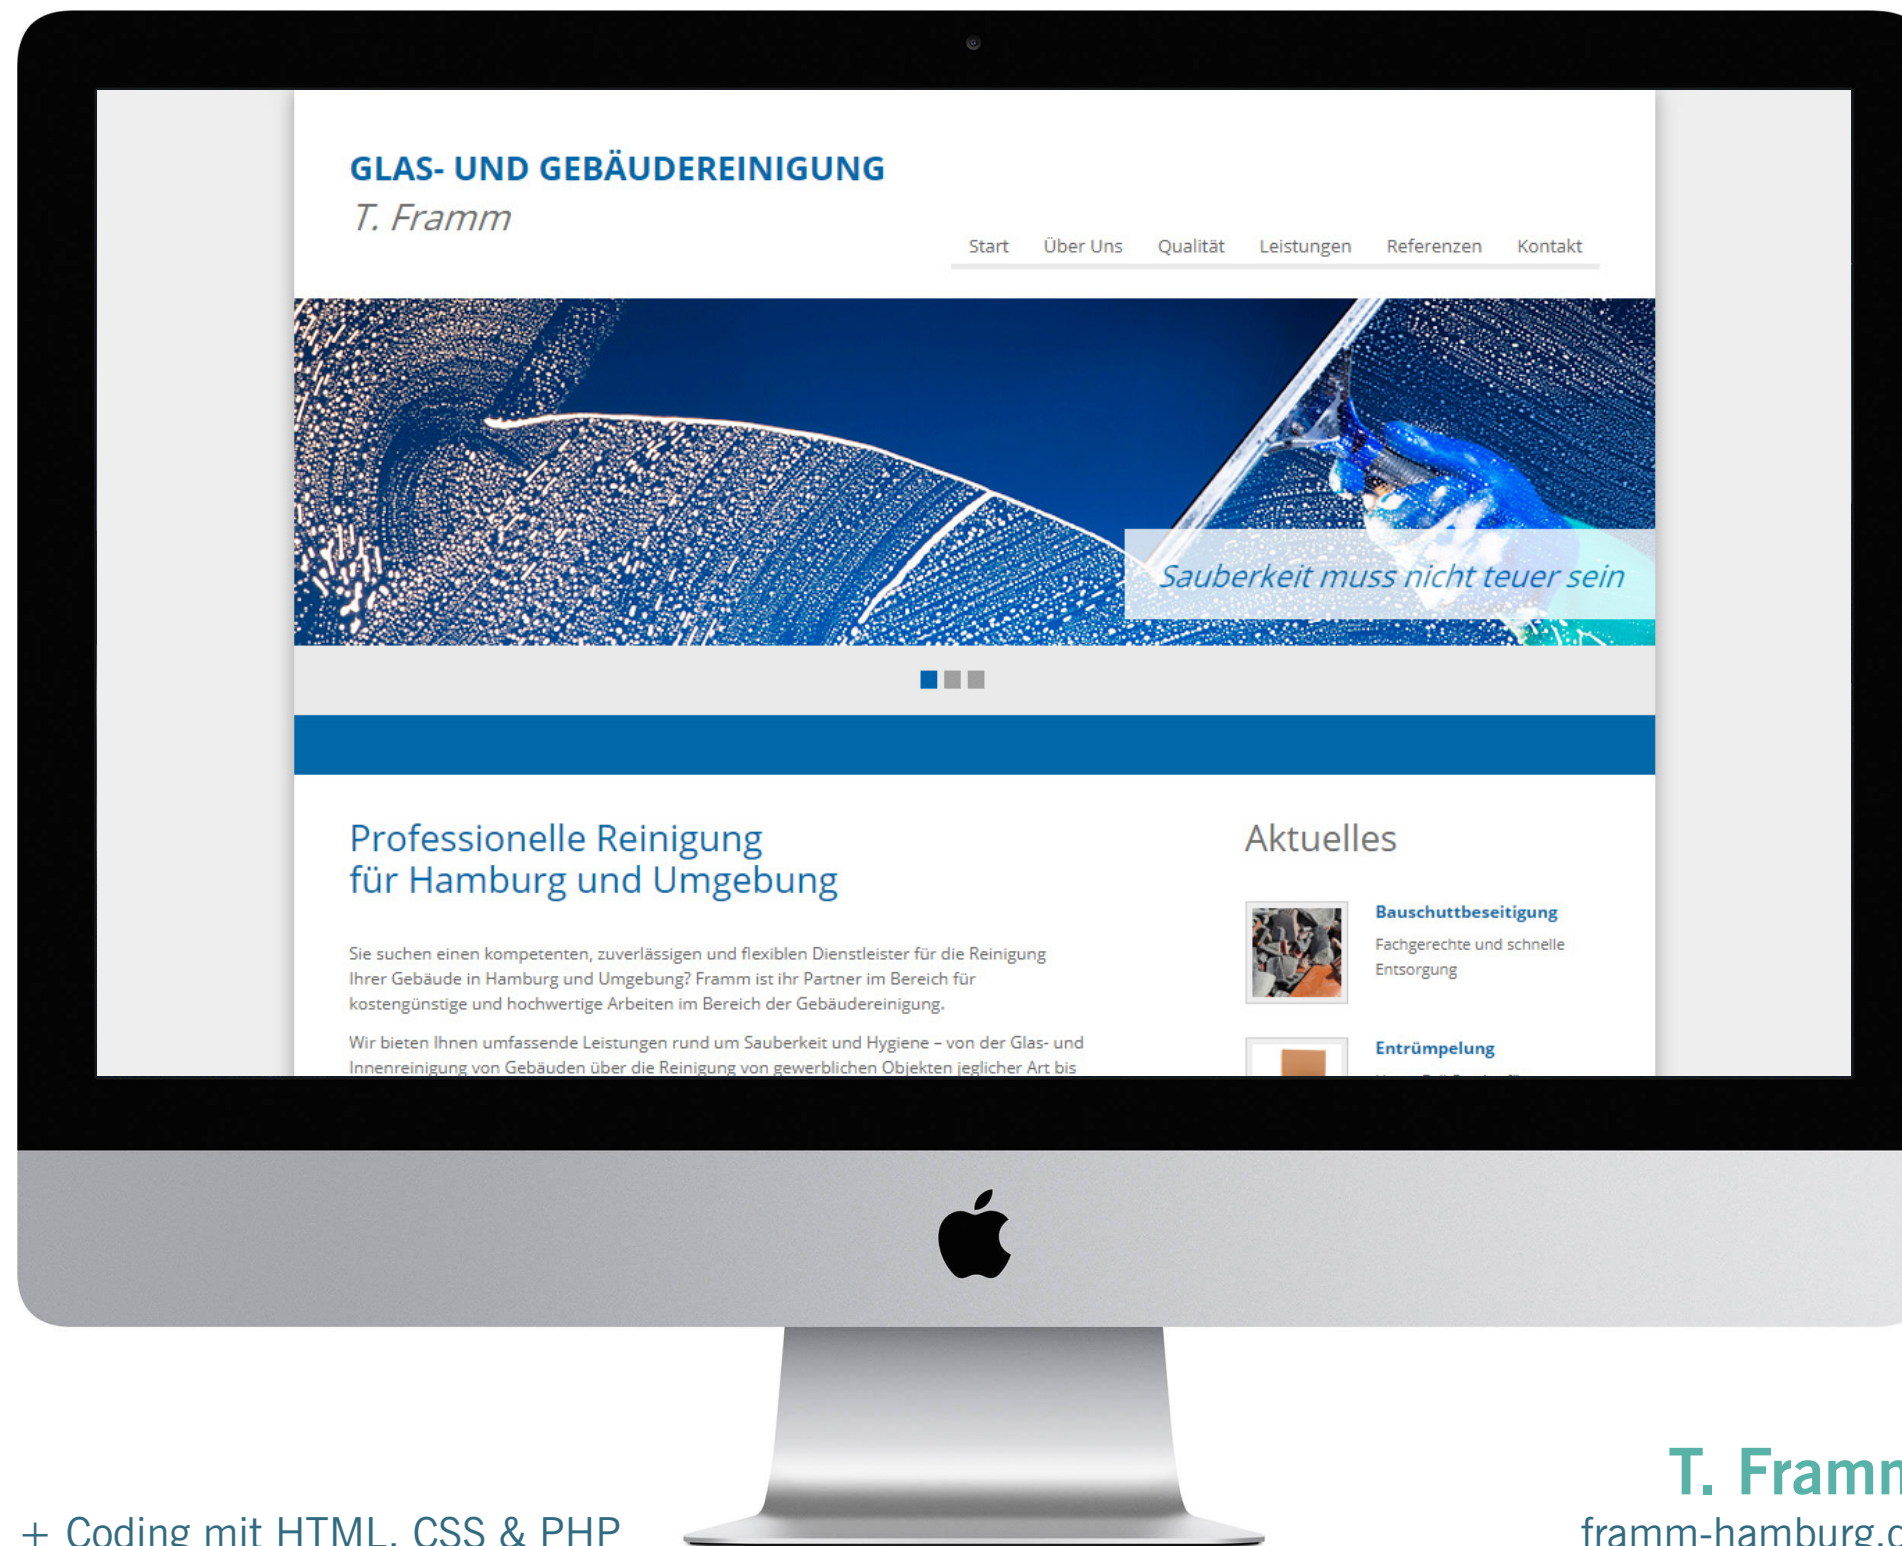 GLAS- UND GEBÄUDEREINIGUNG
T. Framm
Start Über Uns Qualität Leistungen Referenzen Kontakt
Sauberkeit muss nicht teuer sein
Professionelle Reinigung
für Hamburg und Umgebung
Sie suchen einen kompetenten, zuverlässigen und flexiblen Dienstleister für die Reinigung
Ihrer Gebäude in Hamburg und Umgebung? Framm ist ihr Partner im Bereich für
kostengünstige und hochwertige Arbeiten im Bereich der Gebäudereinigung.
Wir bieten Ihnen umfassende Leistungen rund um Sauberkeit und Hygiene – von der Glas- und
Innenreinigung von Gebäuden über die Reinigung von gewerblichen Objekten jeglicher Art bis
Aktuelles
Bauschuttbeseitigung
Fachgerechte und schnelle
Entsorgung
Entrümpelung
+ Coding mit HTML, CSS & PHP
T. Framm
framm-hamburg.d